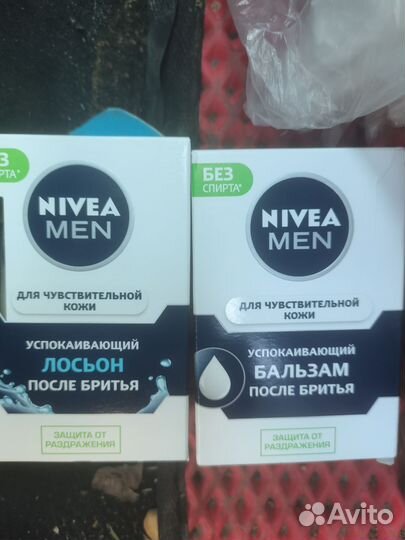 З
СПИРТА*
NIVEA
MEN
ДЛЯ ЧУВСТВИТЕЛЬНОЙ
КОЖИ
УСПОКАИВАЮЩИЙ
ЛОСЬОН
ПОСЛЕ БРИТЬЯ
ЗАЩИТА ОТ
РАЗДРАЖЕНИЯ
БЕЗ
СПИРТА*
NIVEA
MEN
ДЛЯ ЧУВСТВИТЕЛЬНОЙ
КОЖИ
УСПОКАИВАЮЩИЙ
БАЛЬЗАМ
ПОСЛЕ БРИТЬЯ
ЗАЩИТА ОТ
РАЗДРАЖЕНИЯ
Avito